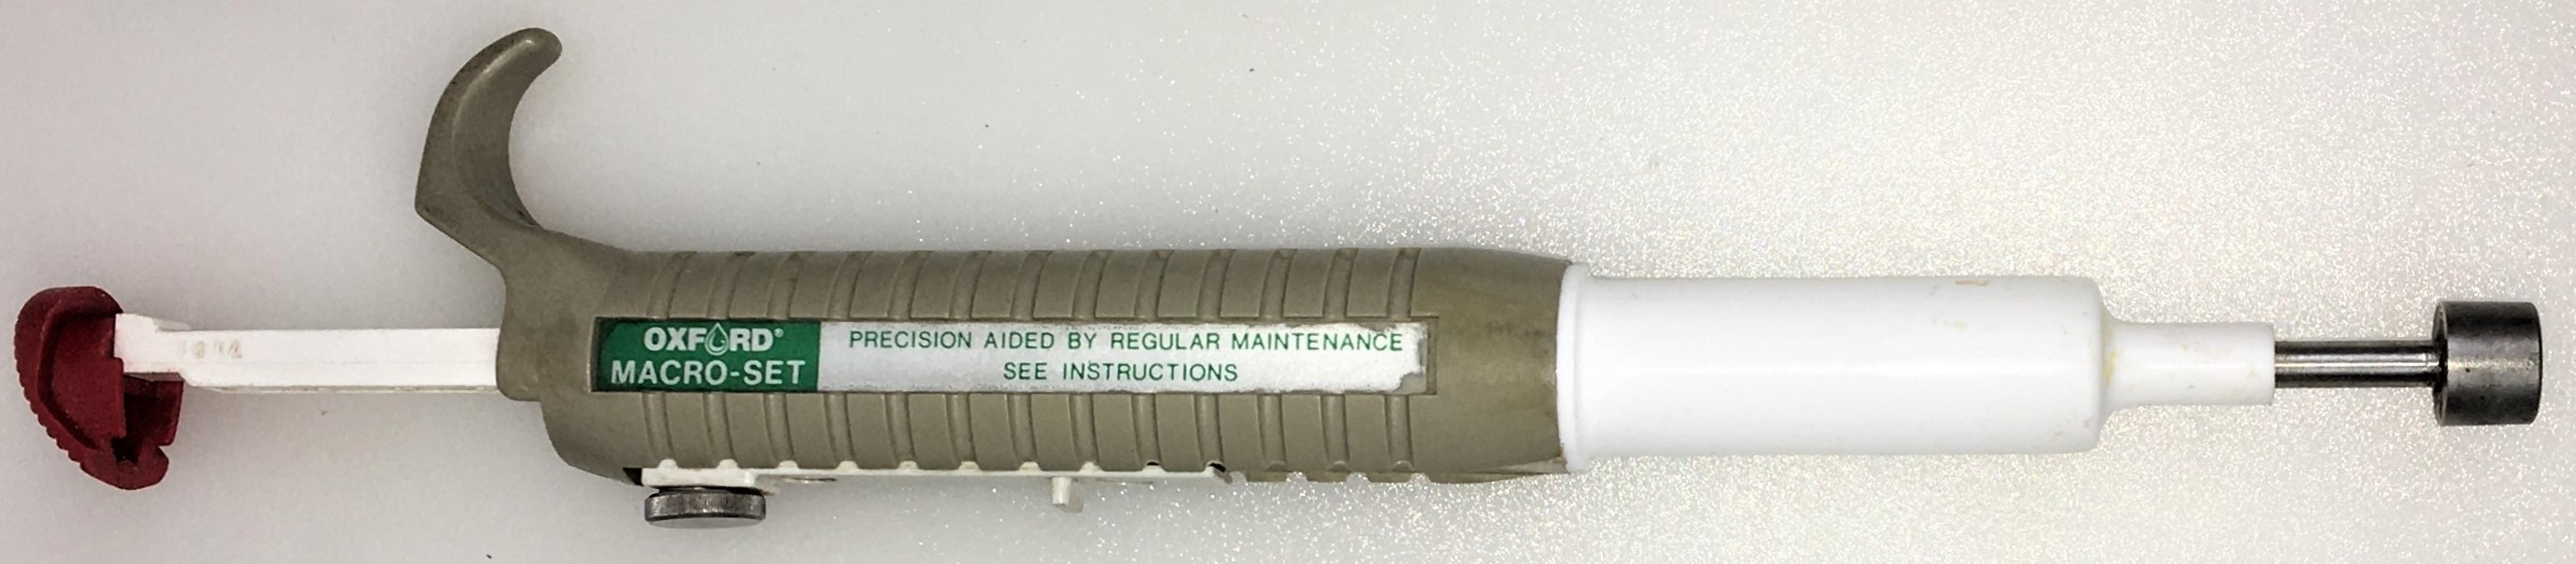 OXFORD®
MACRO-SET
PRECISION AIDED BY REGULAR MAINTENANCE
SEE INSTRUCTIONS